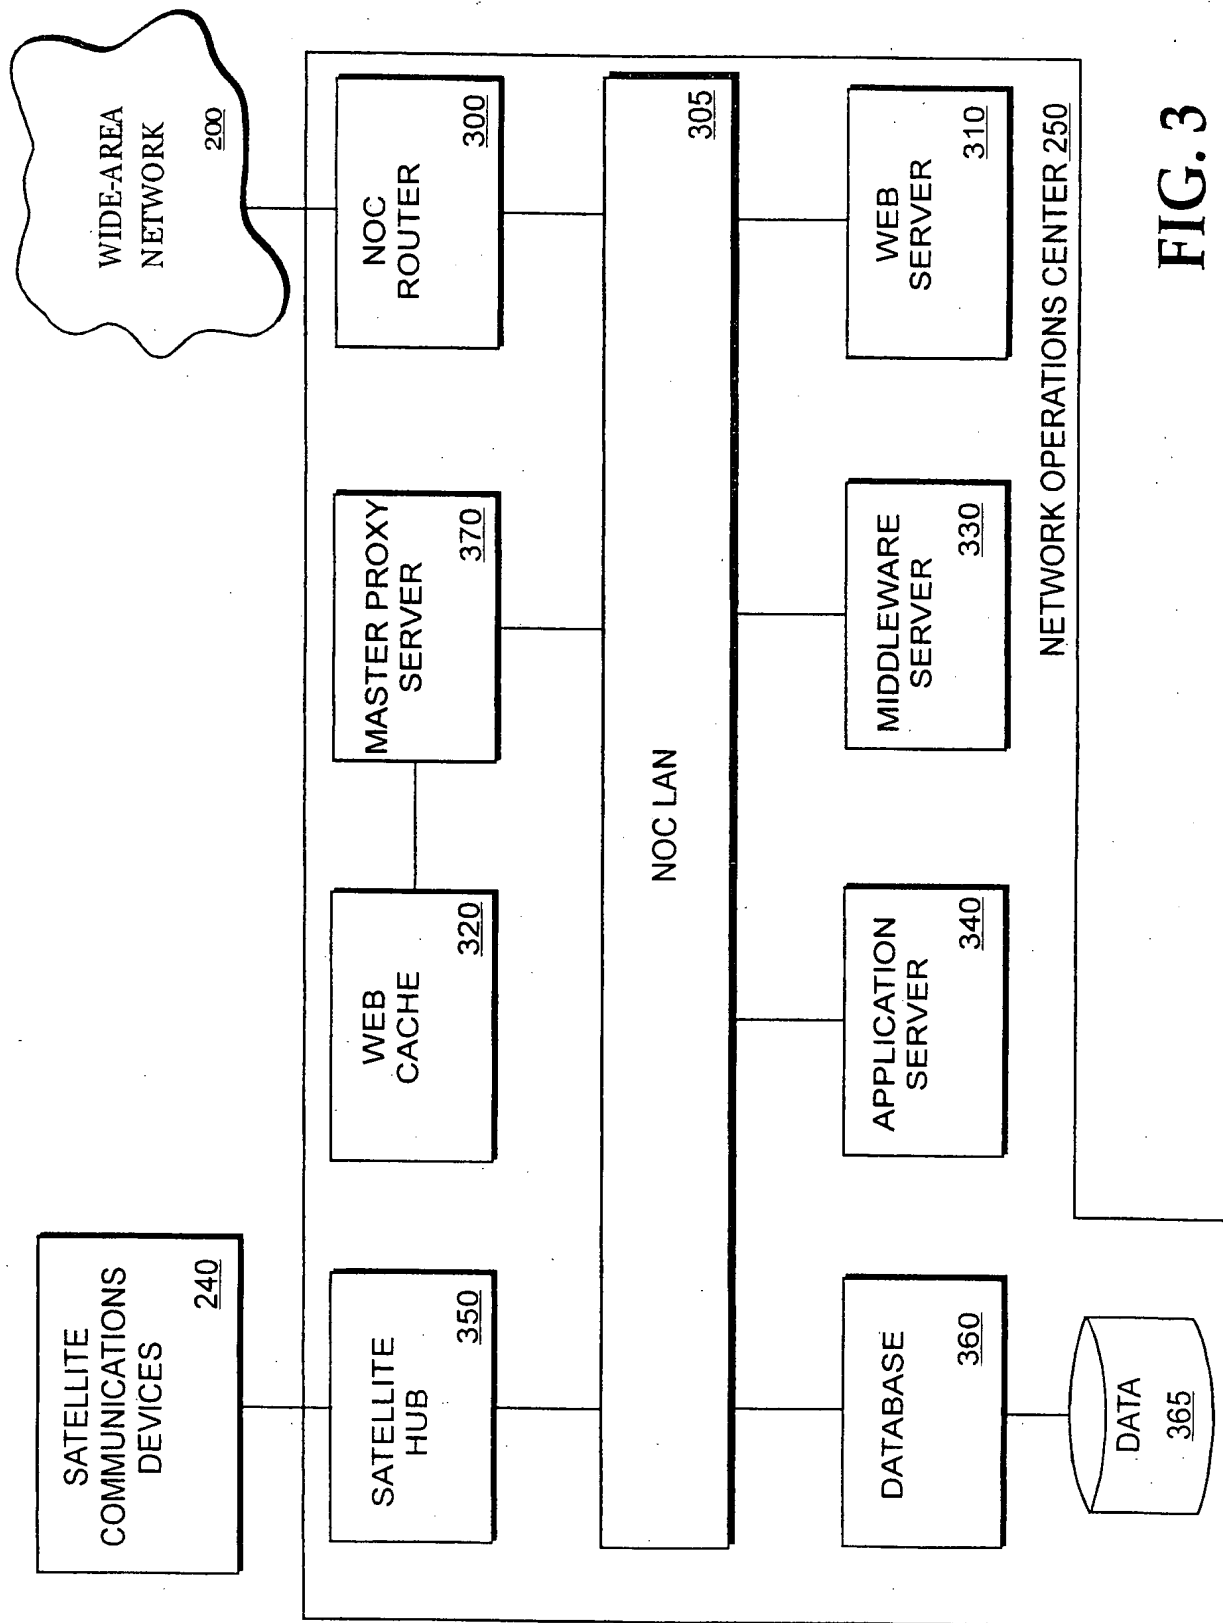 SATELLITE
COMMUNICATIONS
DEVICES
240
WIDE-AREA
NETWORK
200
SATELLITE
HUB
350
WEB
CACHE
320
MASTER PROXY
SERVER
370
NOC
ROUTER
300
NOC LAN
305
DATABASE
360
APPLICATION
SERVER
340
MIDDLEWARE
SERVER
330
WEB
SERVER
310
DATA
365
NETWORK OPERATIONS CENTER 250
FIG. 3